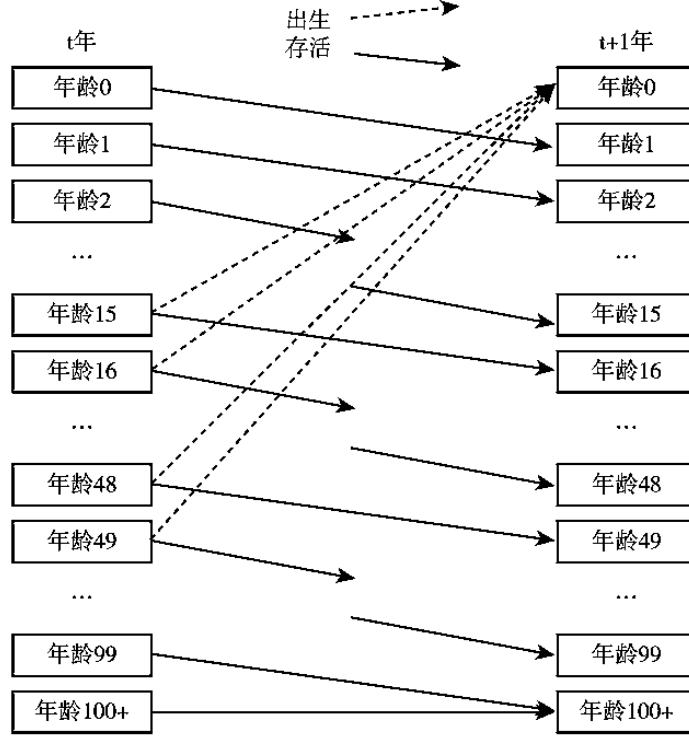 出生
存活
t年
t+1年
年龄0
年龄0
年龄1
年龄1
年龄2
年龄2
...
...
年龄15
年龄15
年龄16
年龄16
...
...
年龄48
年龄48
年龄49
年龄49
...
...
年龄99
年龄99
年龄100+
年龄100+